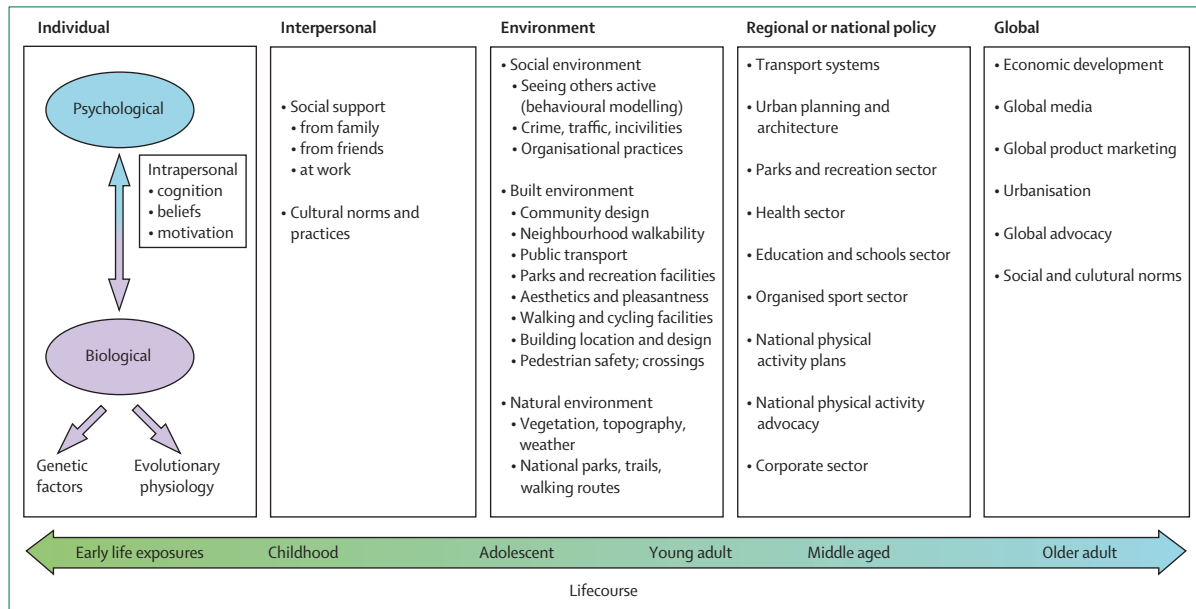 Individual
Psychological
Intrapersonal
• cognition
• beliefs
• motivation
Biological
Genetic
factors
Evolutionary
physiology
Interpersonal
• Social support
• from family
• from friends
• at work
• Cultural norms and
practices
Environment
• Social environment
• Seeing others active
(behavioural modelling)
• Crime, traffic, incivilities
• Organisational practices
• Built environment
• Community design
• Neighbourhood walkability
• Public transport
• Parks and recreation facilities
• Aesthetics and pleasantness
• Walking and cycling facilities
• Building location and design
• Pedestrian safety; crossings
• Natural environment
• Vegetation, topography,
weather
• National parks, trails,
walking routes
Regional or national policy
• Transport systems
• Urban planning and
architecture
• Parks and recreation sector
• Health sector
• Education and schools sector
• Organised sport sector
• National physical
activity plans
• National physical activity
advocacy
• Corporate sector
Global
• Economic development
• Global media
• Global product marketing
• Urbanisation
• Global advocacy
• Social and culutural norms
Early life exposures
Childhood
Adolescent
Young adult
Middle aged
Older adult
Lifecourse